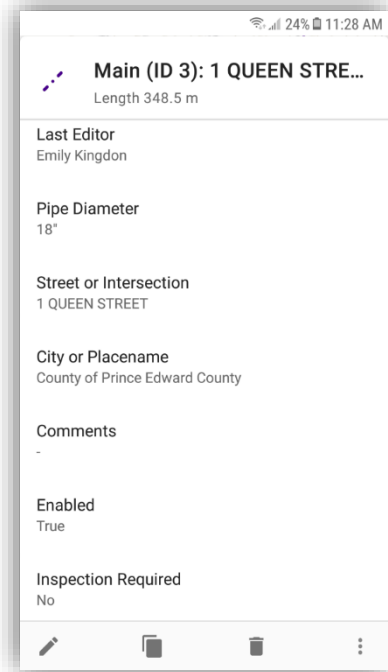 24% 11:28 AM
Main (ID 3): 1 QUEEN STRE...
Length 348.5 m
Last Editor
Emily Kingdon
Pipe Diameter
18"
Street or Intersection
1 QUEEN STREET
City or Placename
County of Prince Edward County
Comments
-
Enabled
True
Inspection Required
No